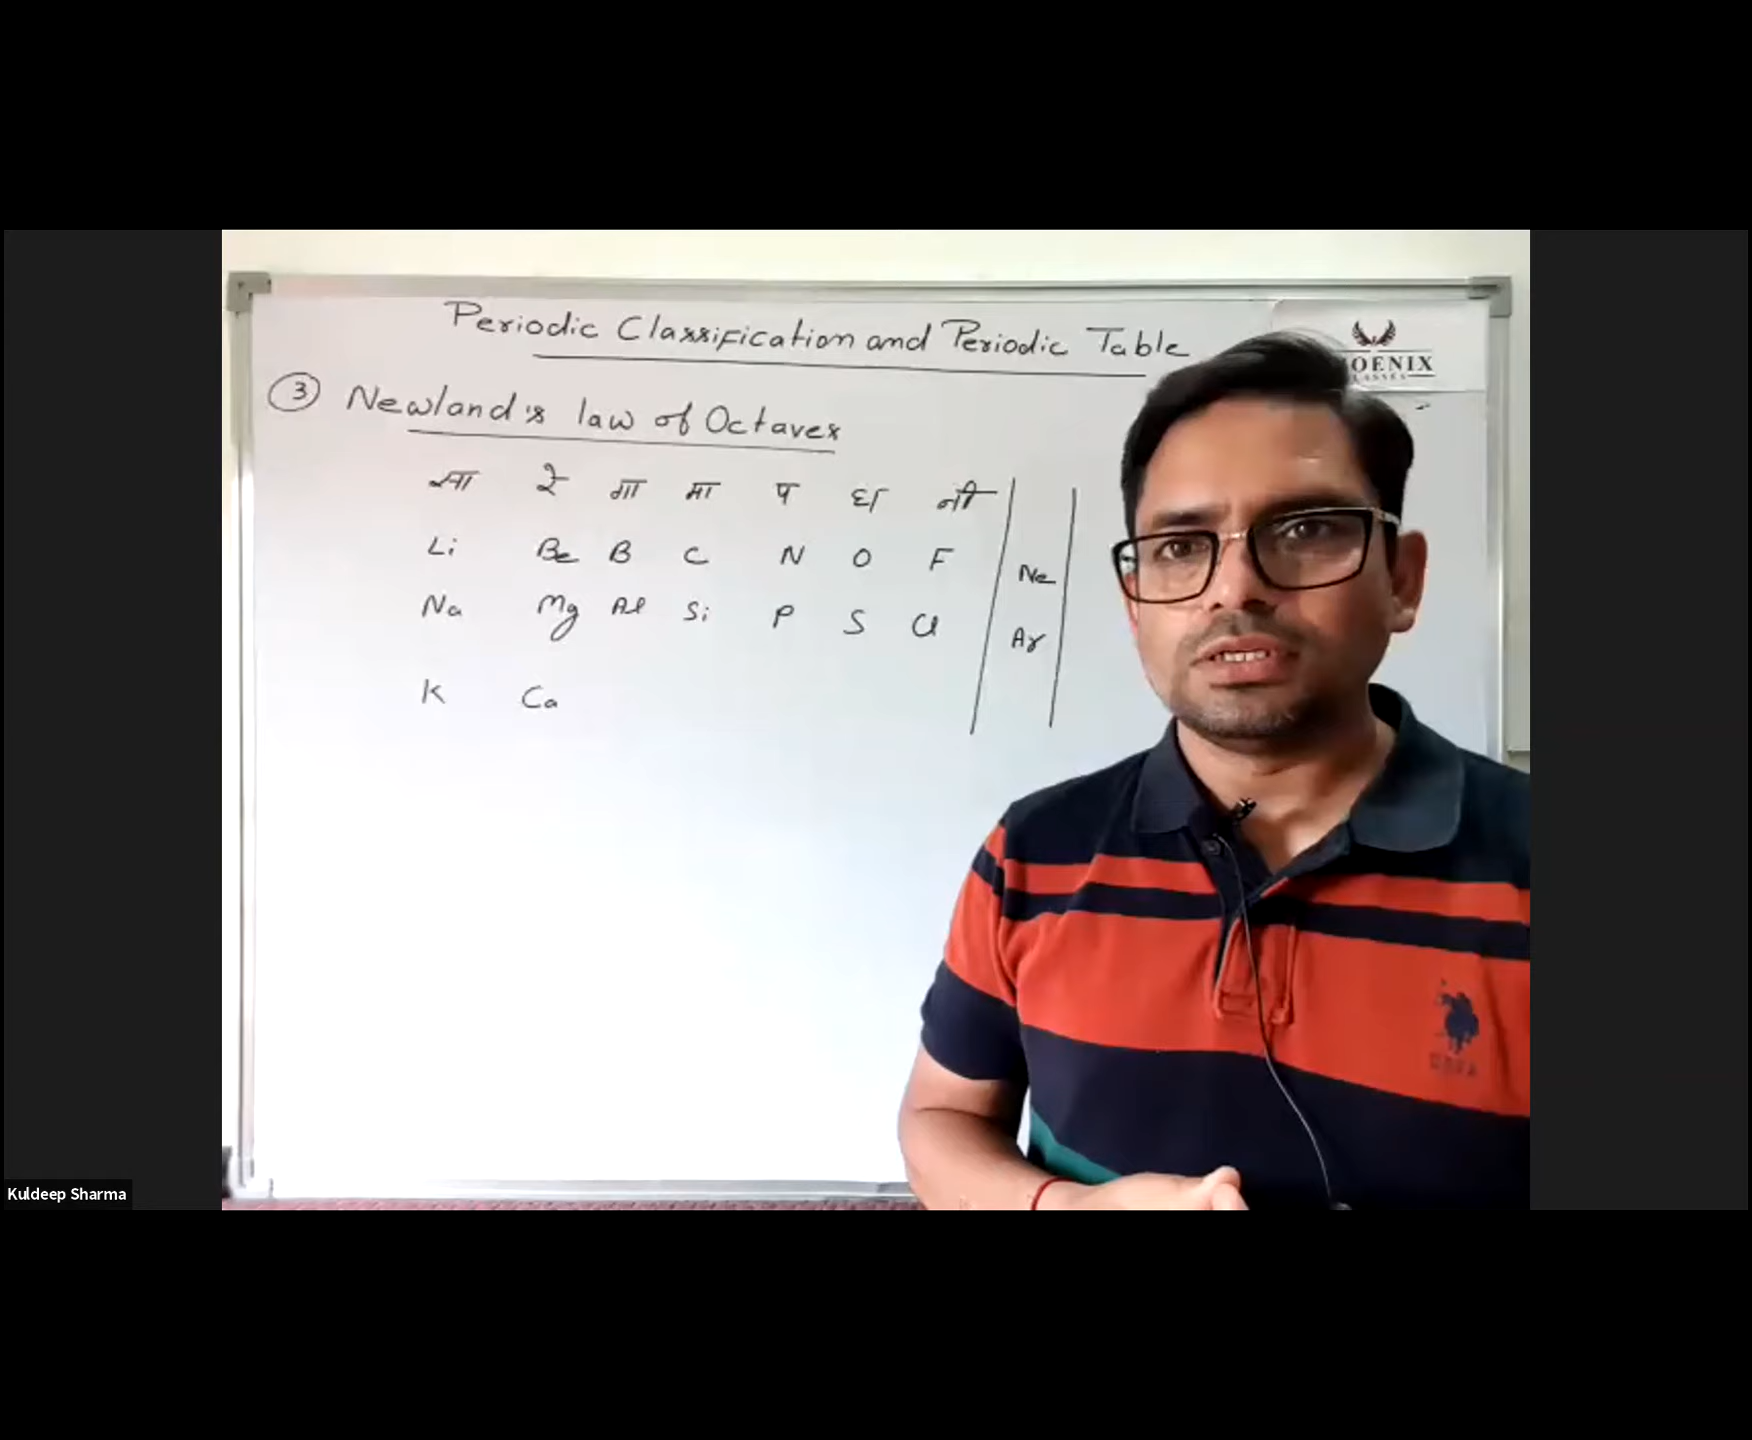 Periodic Classification and Periodic Table
OENIX
③ Newland's law of Octaves
सा रे गा मा प धा नी
Li Be B C N O F
Ne
Na Mg Al Si P S Cl
Ar
K Ca
Kuldeep Sharma